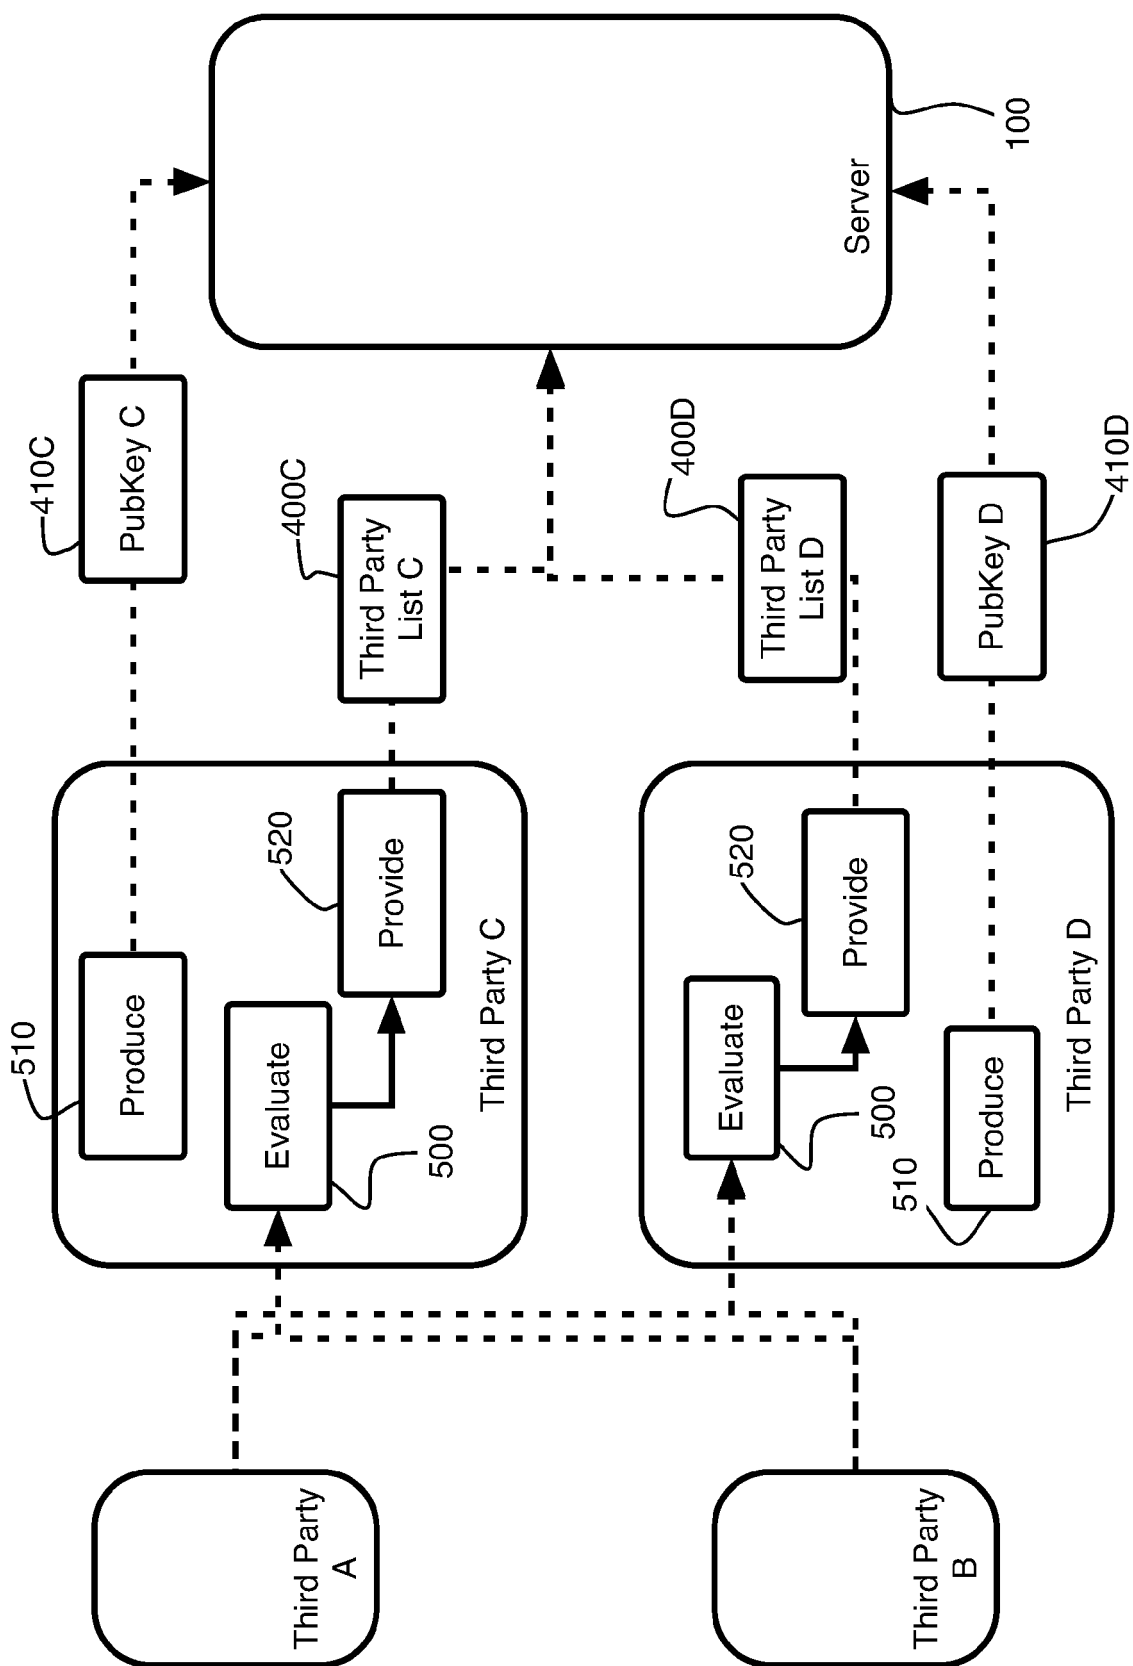 Third Party
A
Third Party
B
510
Produce
Evaluate
500
520
Provide
Third Party C
Evaluate
500
520
Provide
510
Produce
Third Party D
410C
PubKey C
400C
Third Party
List C
400D
Third Party
List D
PubKey D
410D
Server
100